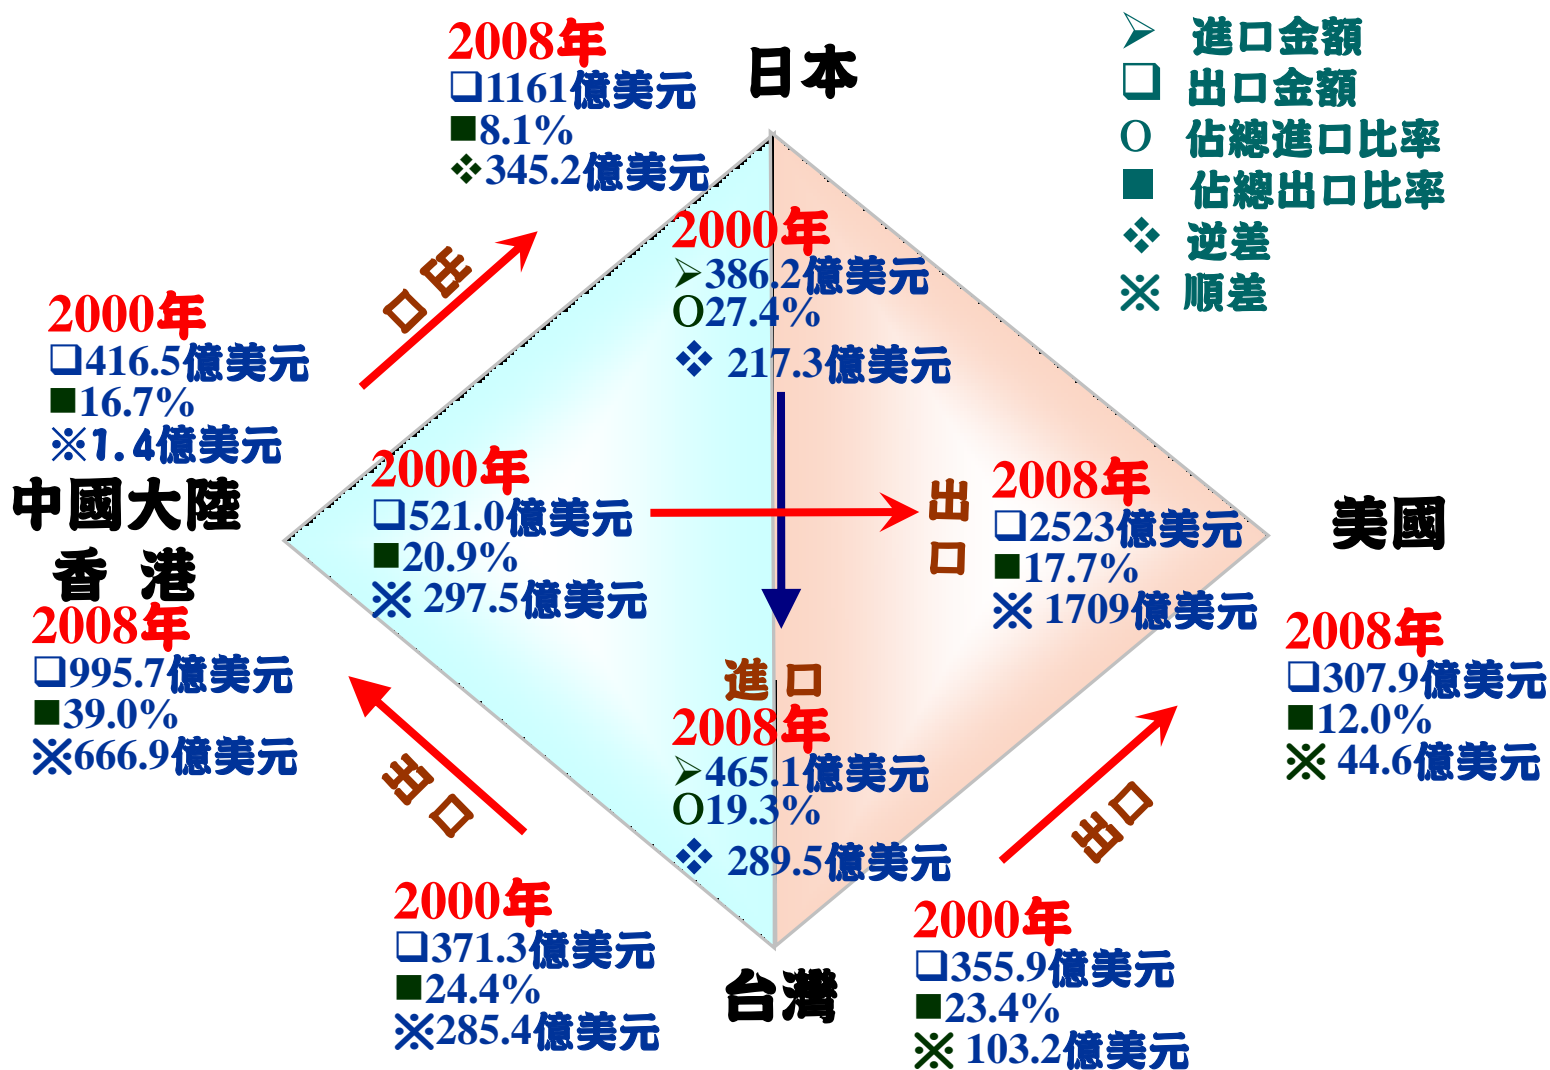 2008年
❑1161億美元
■8.1%
❖345.2億美元
日本
➢ 進口金額
❑ 出口金額
O 佔總進口比率
■ 佔總出口比率
❖ 逆差
※ 順差
2000年
➢386.2億美元
O27.4%
❖ 217.3億美元
出口
2000年
❑416.5億美元
■16.7%
※1.4億美元
中國大陸
香 港
2008年
❑995.7億美元
■39.0%
※666.9億美元
2000年
❑521.0億美元
■20.9%
※ 297.5億美元
出口
2008年
❑2523億美元
■17.7%
※ 1709億美元
美國
2008年
❑307.9億美元
■12.0%
※ 44.6億美元
進口
2008年
➢465.1億美元
O19.3%
❖ 289.5億美元
出口
出口
2000年
❑371.3億美元
■24.4%
※285.4億美元
台灣
2000年
❑355.9億美元
■23.4%
※ 103.2億美元